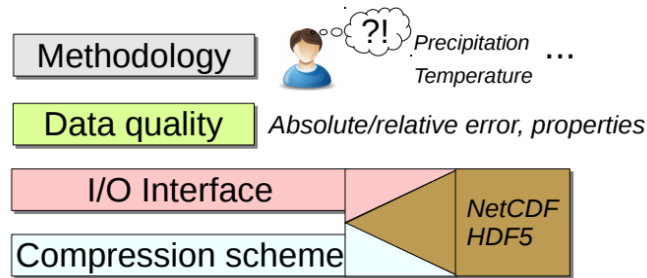 ?!
Methodology
Precipitation ...
Temperature
Data quality
Absolute/relative error, properties
I/O Interface
NetCDF
HDF5
Compression scheme